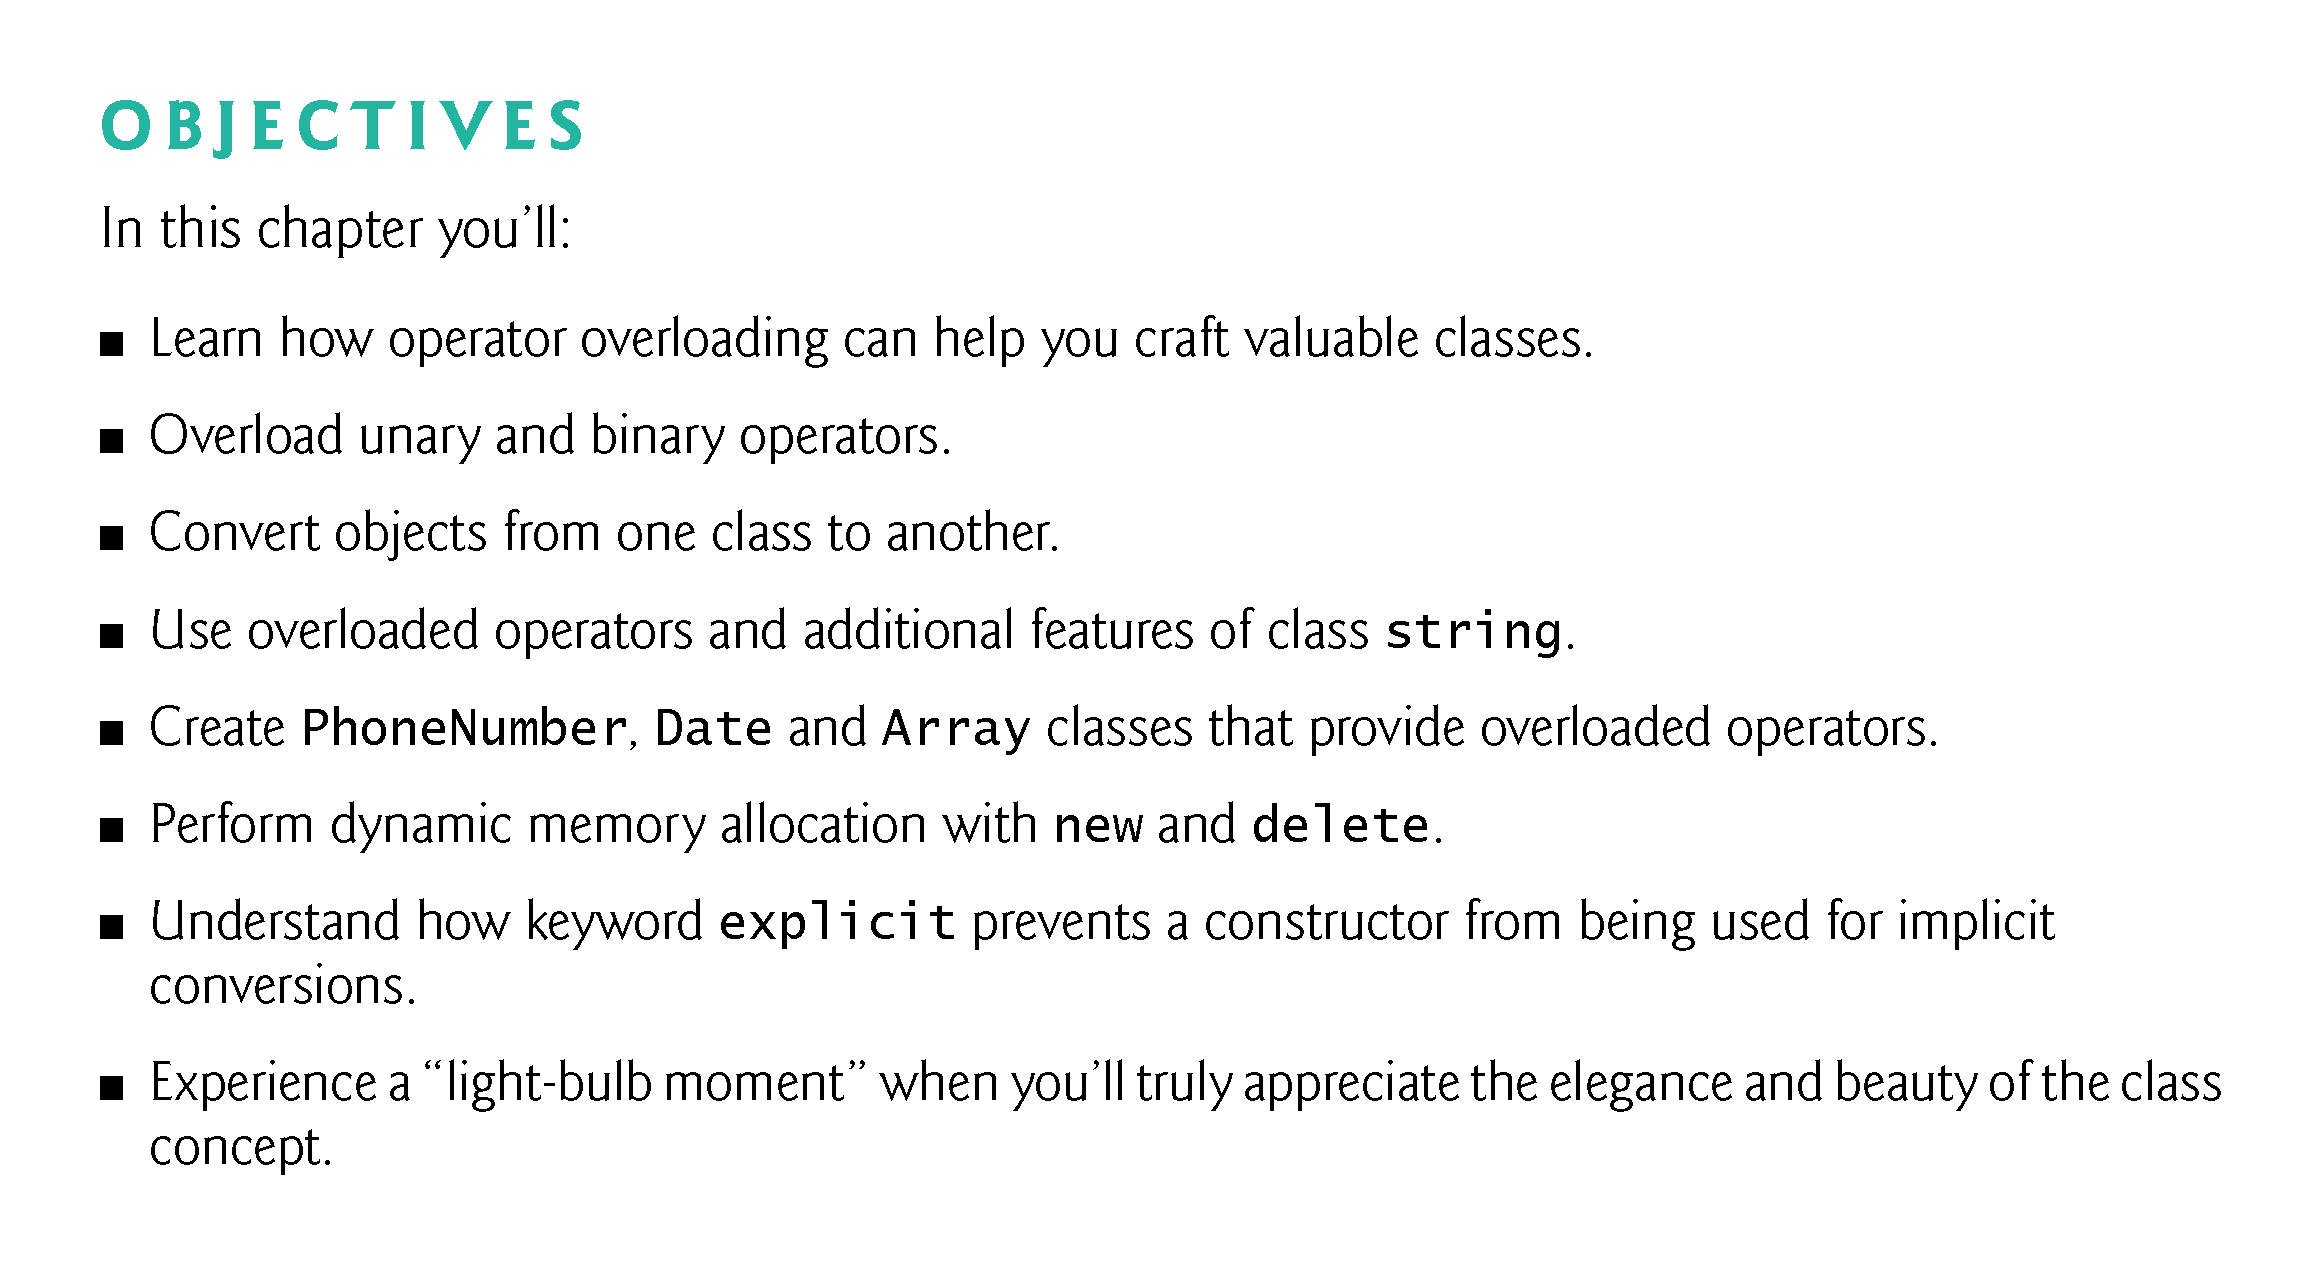 OBJECTIVES
In this chapter you’ll:
■ Learn how operator overloading can help you craft valuable classes.
■ Overload unary and binary operators.
■ Convert objects from one class to another.
■ Use overloaded operators and additional features of class string.
■ Create PhoneNumber, Date and Array classes that provide overloaded operators.
■ Perform dynamic memory allocation with new and delete.
■ Understand how keyword explicit prevents a constructor from being used for implicit
conversions.
■ Experience a “light-bulb moment” when you’ll truly appreciate the elegance and beauty of the class
concept.